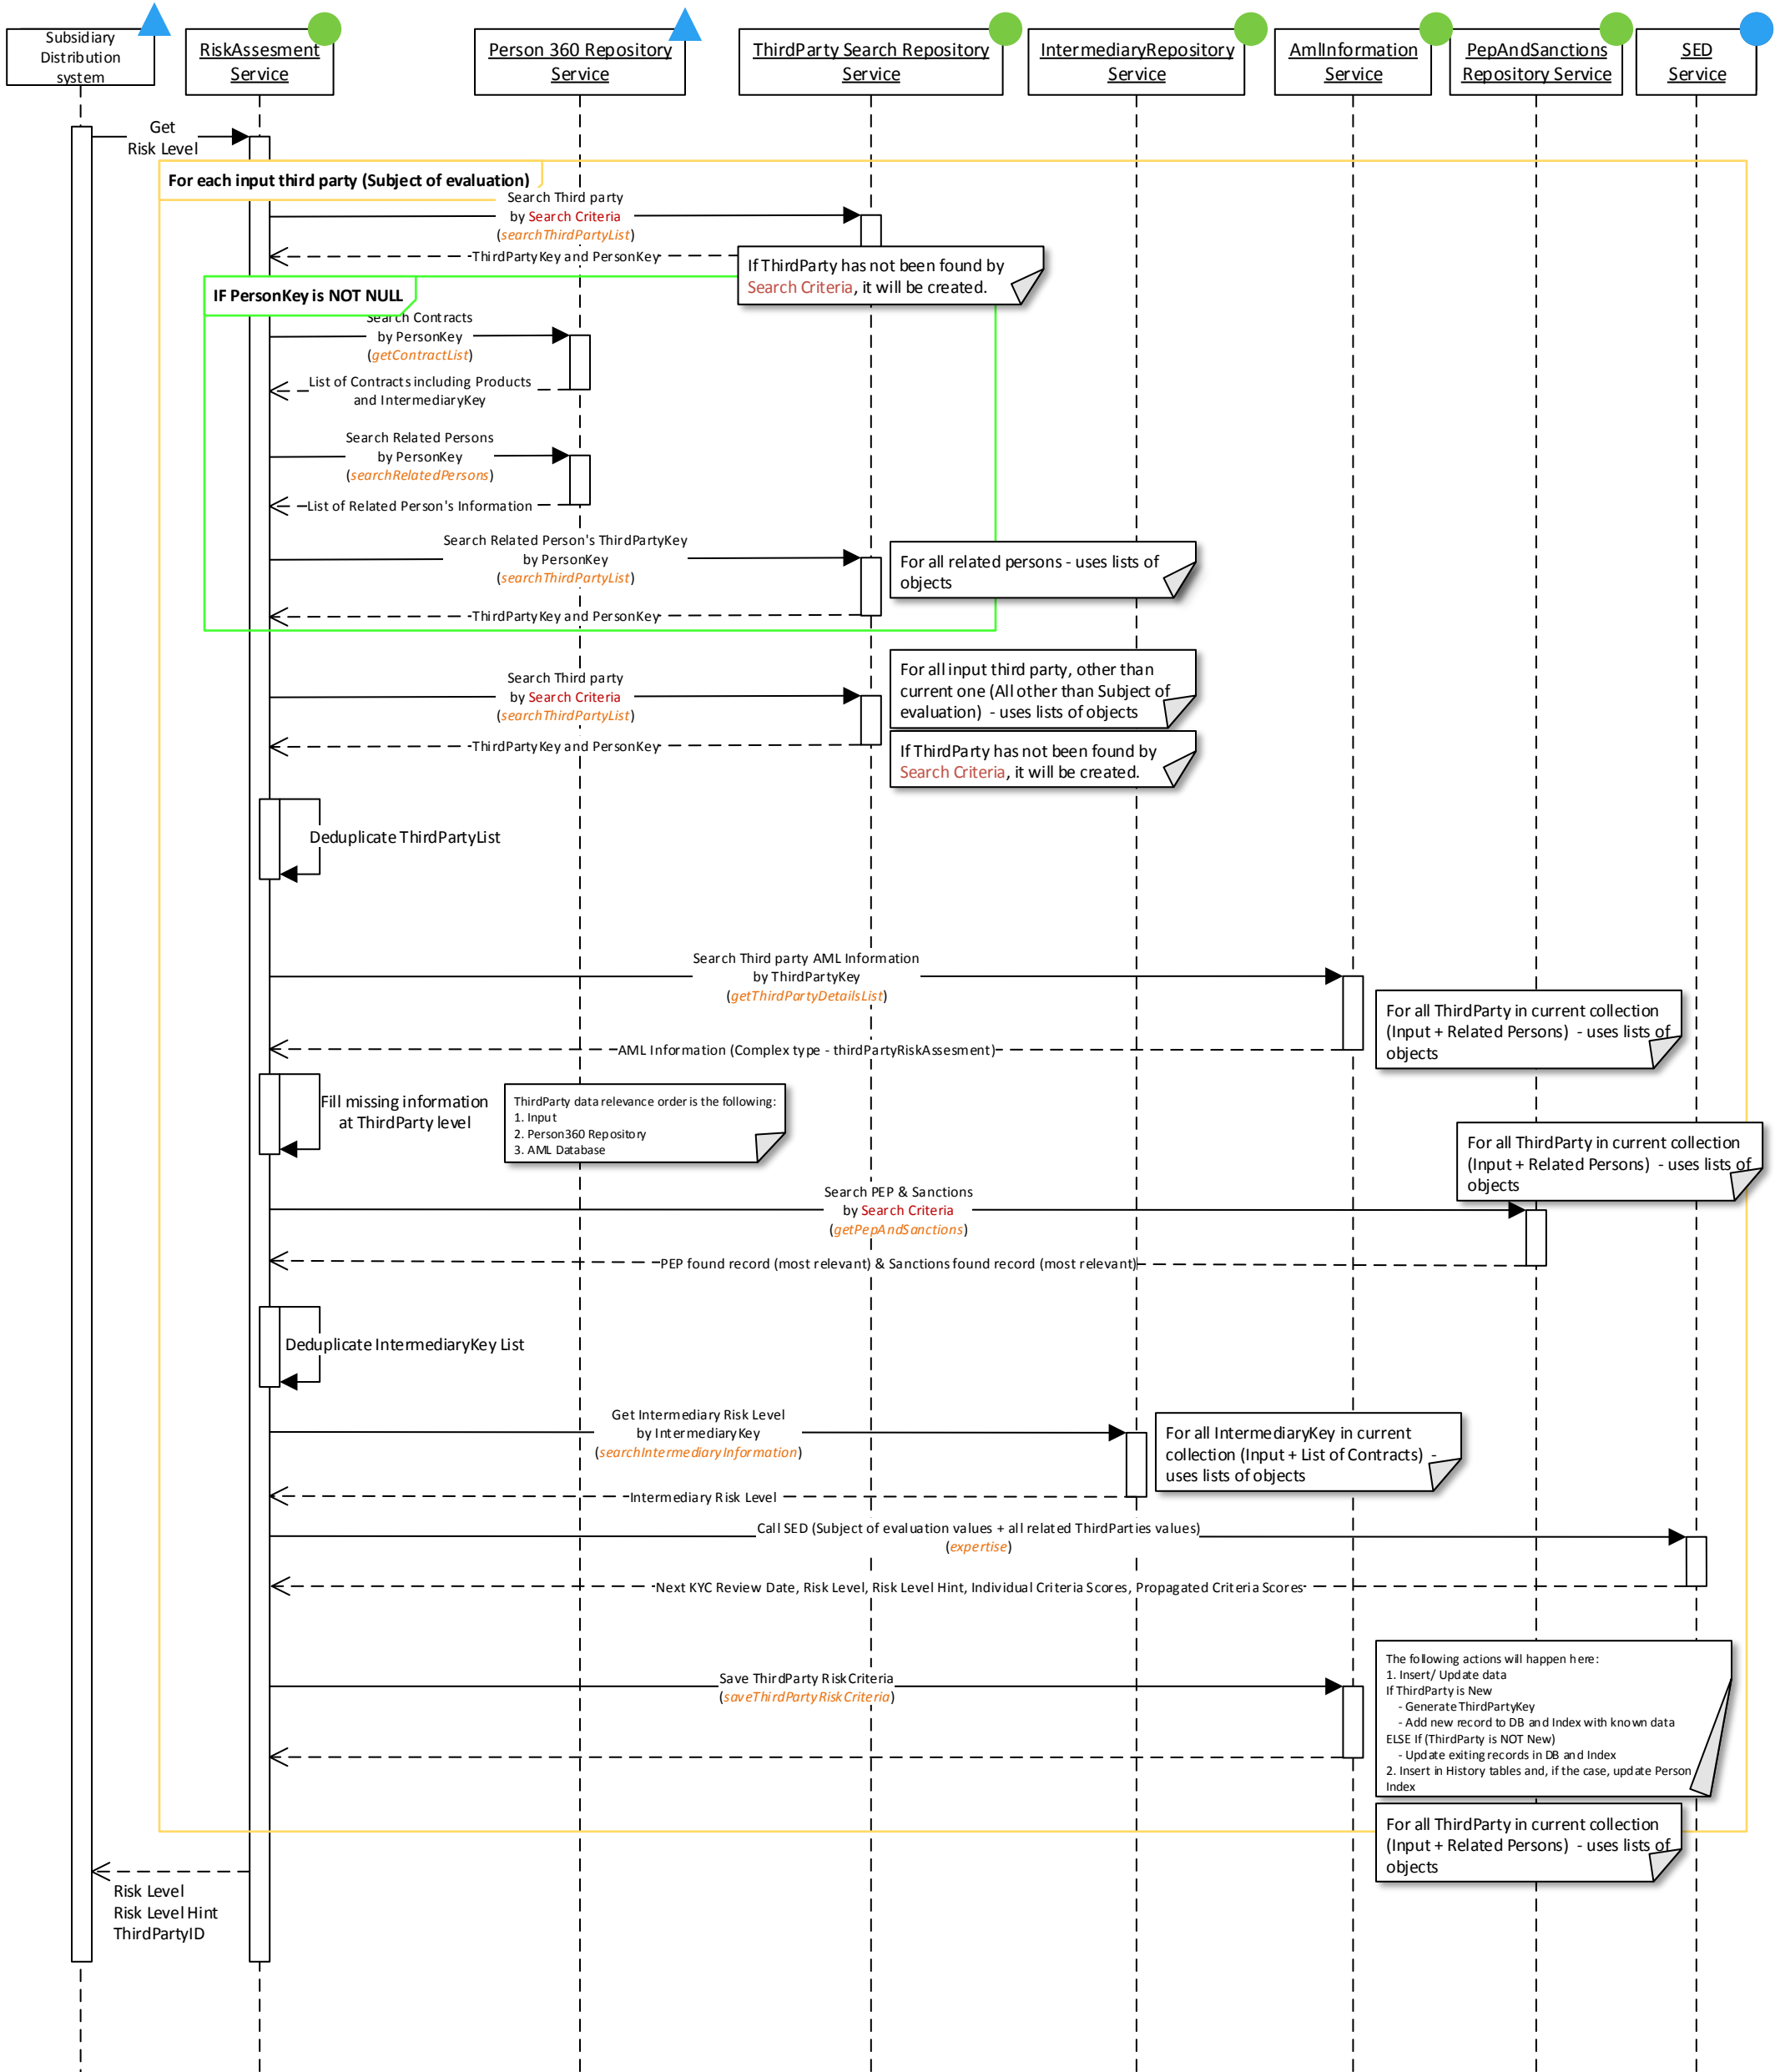 Subsidiary
Distribution
system
RiskAssesment
Service
Person 360 Repository
Service
ThirdParty Search Repository
Service
IntermediaryRepository
Service
AmlInformation
Service
PepAndSanctions
Repository Service
SED
Service
Get
Risk Level
For each input third party (Subject of evaluation)
Search Third party
by Search Criteria
(searchThirdPartyList)
ThirdPartyKey and PersonKey
If ThirdParty has not been found by
Search Criteria, it will be created.
IF PersonKey is NOT NULL
Search Contracts
by PersonKey
(getContractList)
List of Contracts including Products
and IntermediaryKey
Search Related Persons
by PersonKey
(searchRelatedPersons)
List of Related Person's Information
Search Related Person's ThirdPartyKey
by PersonKey
(searchThirdPartyList)
For all related persons - uses lists of
objects
ThirdPartyKey and PersonKey
For all input third party, other than
current one (All other than Subject of
evaluation) - uses lists of objects
Search Third party
by Search Criteria
(searchThirdPartyList)
ThirdPartyKey and PersonKey
If ThirdParty has not been found by
Search Criteria, it will be created.
Deduplicate ThirdPartyList
Search Third party AML Information
by ThirdPartyKey
(getThirdPartyDetailsList)
For all ThirdParty in current collection
(Input + Related Persons) - uses lists of
objects
AML Information (Complex type - thirdPartyRiskAssesment)
Fill missing information
at ThirdParty level
ThirdParty data relevance order is the following:
1. Input
2. Person360 Repository
3. AML Database
For all ThirdParty in current collection
(Input + Related Persons) - uses lists of
objects
Search PEP & Sanctions
by Search Criteria
(getPepAndSanctions)
PEP found record (most relevant) & Sanctions found record (most relevant)
Deduplicate IntermediaryKey List
Get Intermediary Risk Level
by IntermediaryKey
(searchIntermediaryInformation)
For all IntermediaryKey in current
collection (Input + List of Contracts) -
uses lists of objects
Intermediary Risk Level
Call SED (Subject of evaluation values + all related ThirdParties values)
(expertise)
Next KYC Review Date, Risk Level, Risk Level Hint, Individual Criteria Scores, Propagated Criteria Scores
Save ThirdParty RiskCriteria
(saveThirdPartyRiskCriteria)
The following actions will happen here:
1. Insert/ Update data
If ThirdParty is New
- Generate ThirdPartyKey
- Add new record to DB and Index with known data
ELSE If (ThirdParty is NOT New)
- Update exiting records in DB and Index
2. Insert in History tables and, if the case, update Person
Index
For all ThirdParty in current collection
(Input + Related Persons) - uses lists of
objects
Risk Level
Risk Level Hint
ThirdPartyID